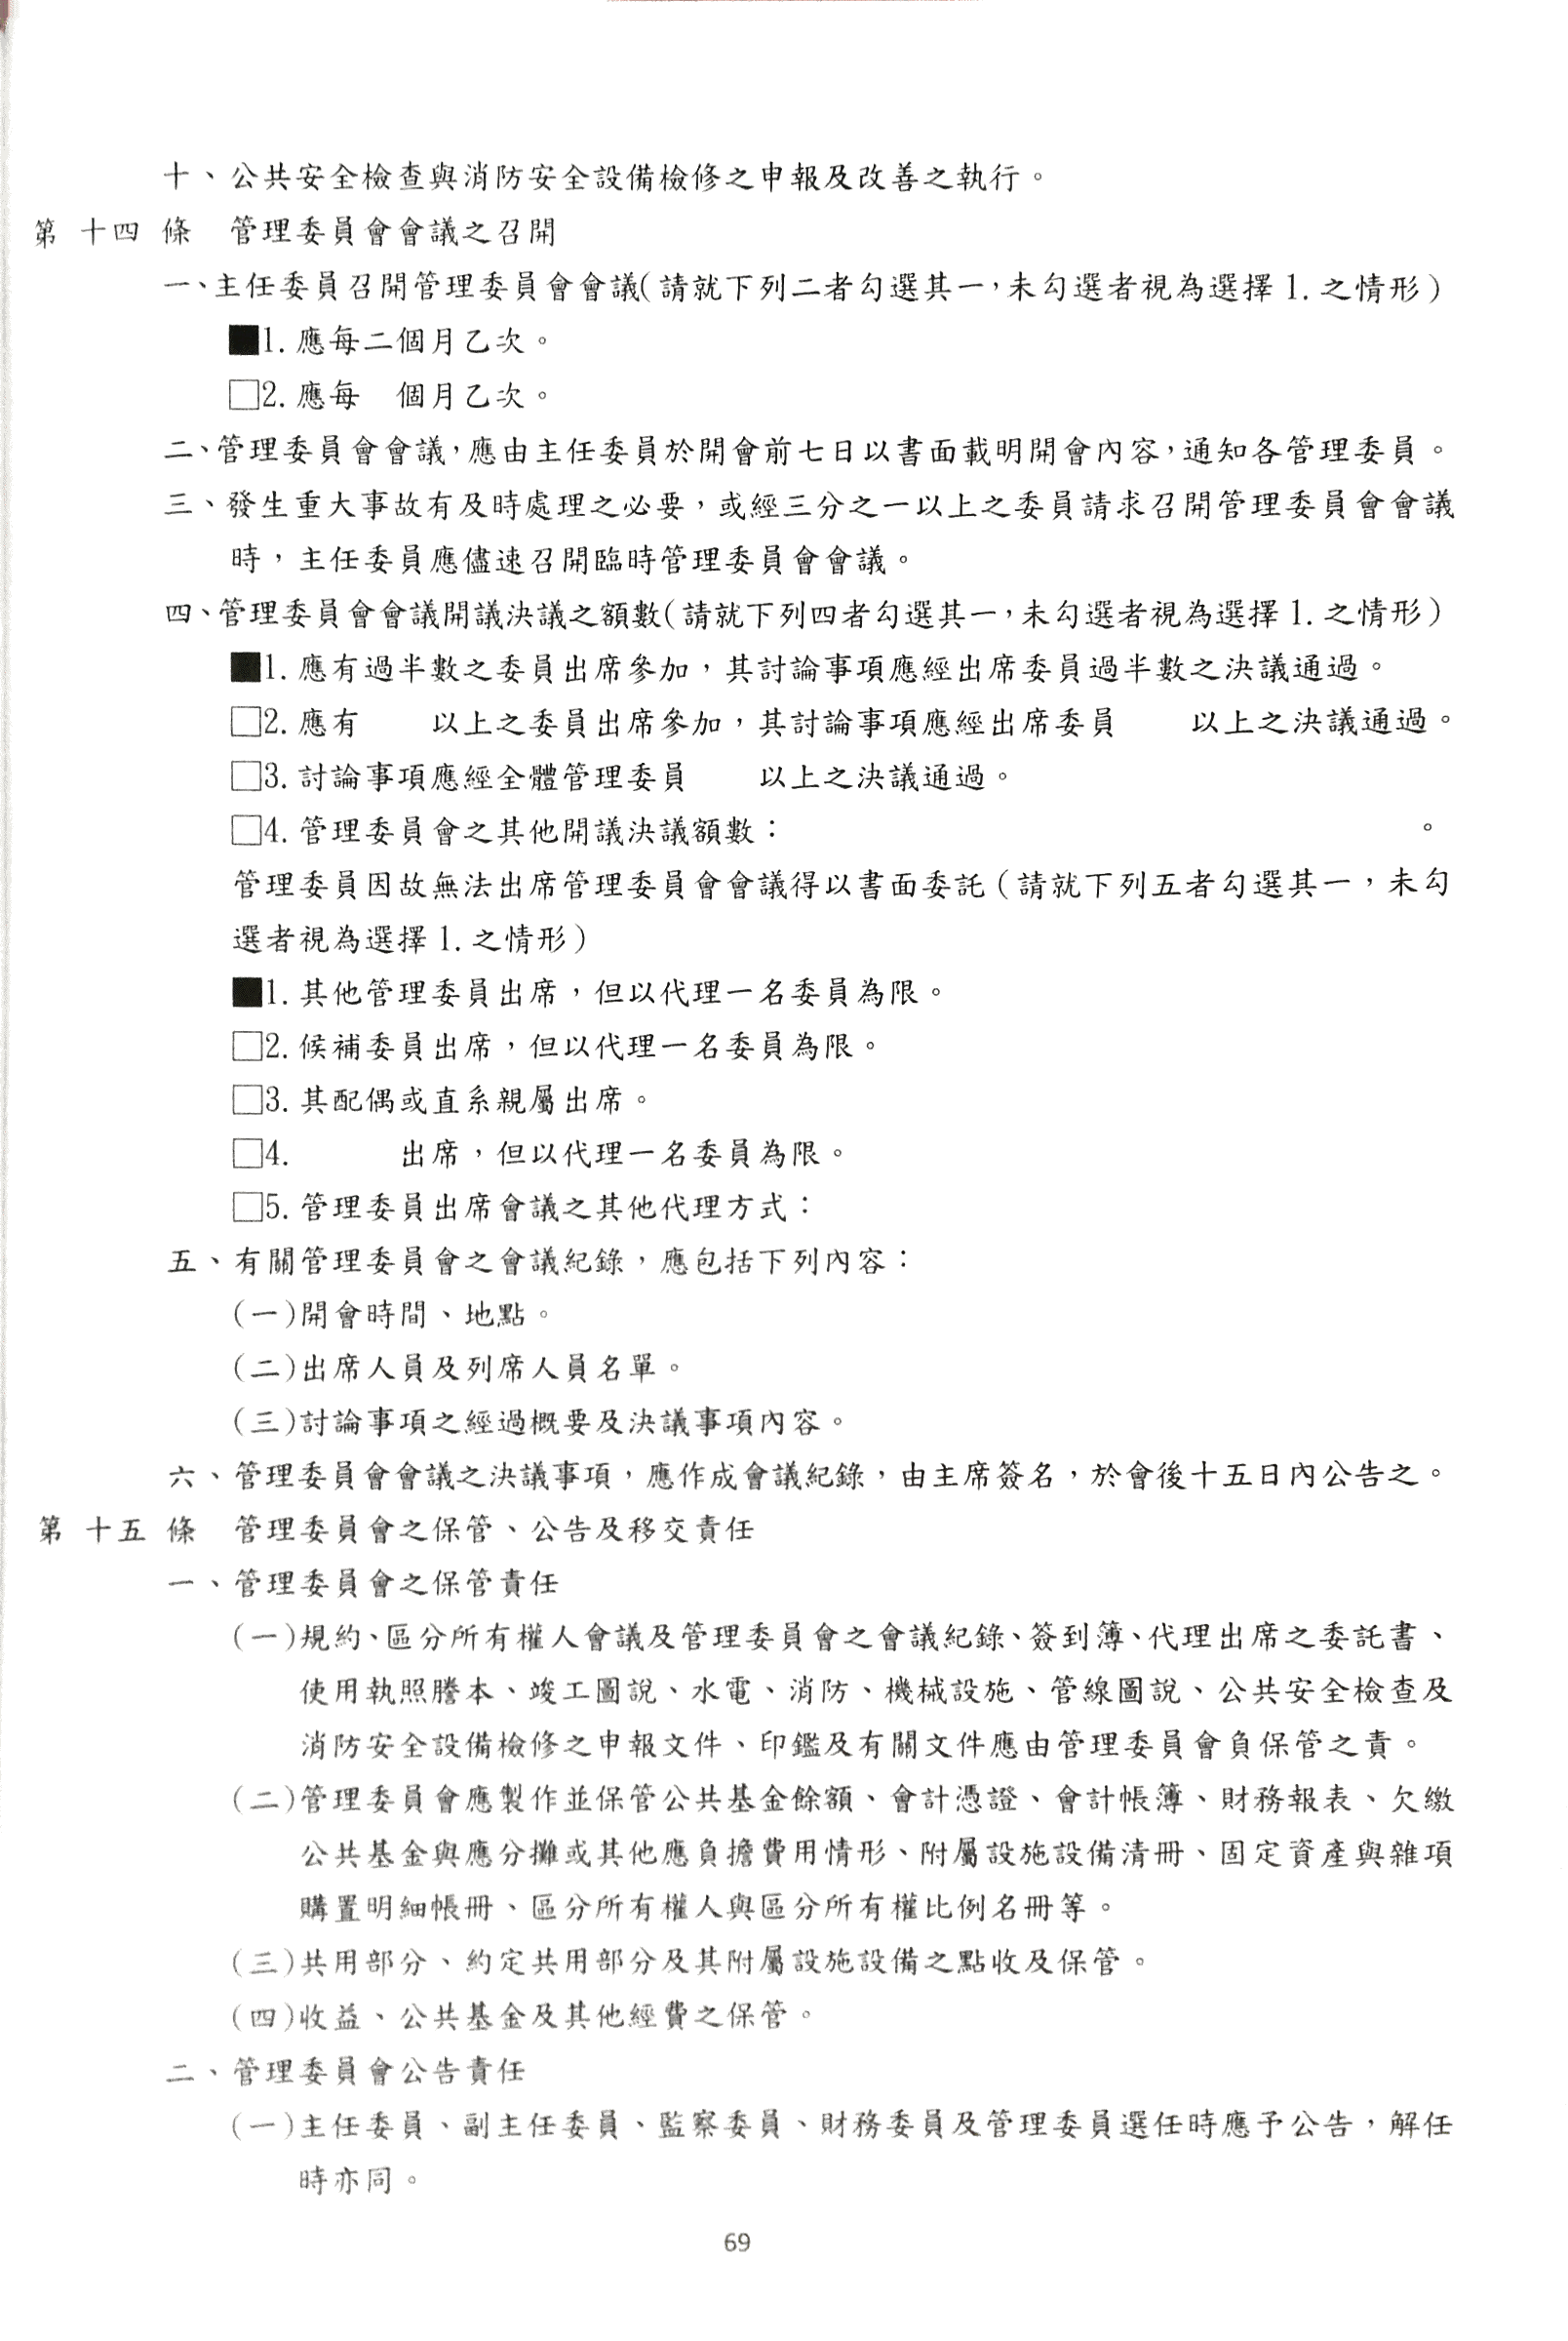 十、公共安全檢查與消防安全設備檢修之申報及改善之執行。
第 十四 條　管理委員會會議之召開
一、主任委員召開管理委員會會議(請就下列二者勾選其一，未勾選者視為選擇 1. 之情形)
■1. 應每二個月乙次。
□2. 應每　個月乙次。
二、管理委員會會議，應由主任委員於開會前七日以書面載明開會內容，通知各管理委員。
三、發生重大事故有及時處理之必要，或經三分之一以上之委員請求召開管理委員會會議
時，主任委員應儘速召開臨時管理委員會會議。
四、管理委員會會議開議決議之額數(請就下列四者勾選其一，未勾選者視為選擇 1. 之情形)
■1. 應有過半數之委員出席參加，其討論事項應經出席委員過半數之決議通過。
□2. 應有　　以上之委員出席參加，其討論事項應經出席委員　　以上之決議通過。
□3. 討論事項應經全體管理委員　　以上之決議通過。
□4. 管理委員會之其他開議決議額數：　　　　　　　　　　　　　　　　　　　。
管理委員因故無法出席管理委員會會議得以書面委託(請就下列五者勾選其一，未勾
選者視為選擇 1. 之情形)
■1. 其他管理委員出席，但以代理一名委員為限。
□2. 候補委員出席，但以代理一名委員為限。
□3. 其配偶或直系親屬出席。
□4.　　　出席，但以代理一名委員為限。
□5. 管理委員出席會議之其他代理方式：
五、有關管理委員會之會議紀錄，應包括下列內容：
(一)開會時間、地點。
(二)出席人員及列席人員名單。
(三)討論事項之經過概要及決議事項內容。
六、管理委員會會議之決議事項，應作成會議紀錄，由主席簽名，於會後十五日內公告之。
第 十五 條　管理委員會之保管、公告及移交責任
一、管理委員會之保管責任
(一)規約、區分所有權人會議及管理委員會之會議紀錄、簽到簿、代理出席之委託書、
使用執照謄本、竣工圖說、水電、消防、機械設施、管線圖說、公共安全檢查及
消防安全設備檢修之申報文件、印鑑及有關文件應由管理委員會負保管之責。
(二)管理委員會應製作並保管公共基金餘額、會計憑證、會計帳簿、財務報表、欠繳
公共基金與應分攤或其他應負擔費用情形、附屬設施設備清冊、固定資產與雜項
購置明細帳冊、區分所有權人與區分所有權比例名冊等。
(三)共用部分、約定共用部分及其附屬設施設備之點收及保管。
(四)收益、公共基金及其他經費之保管。
二、管理委員會公告責任
(一)主任委員、副主任委員、監察委員、財務委員及管理委員選任時應予公告，解任
時亦同。
69